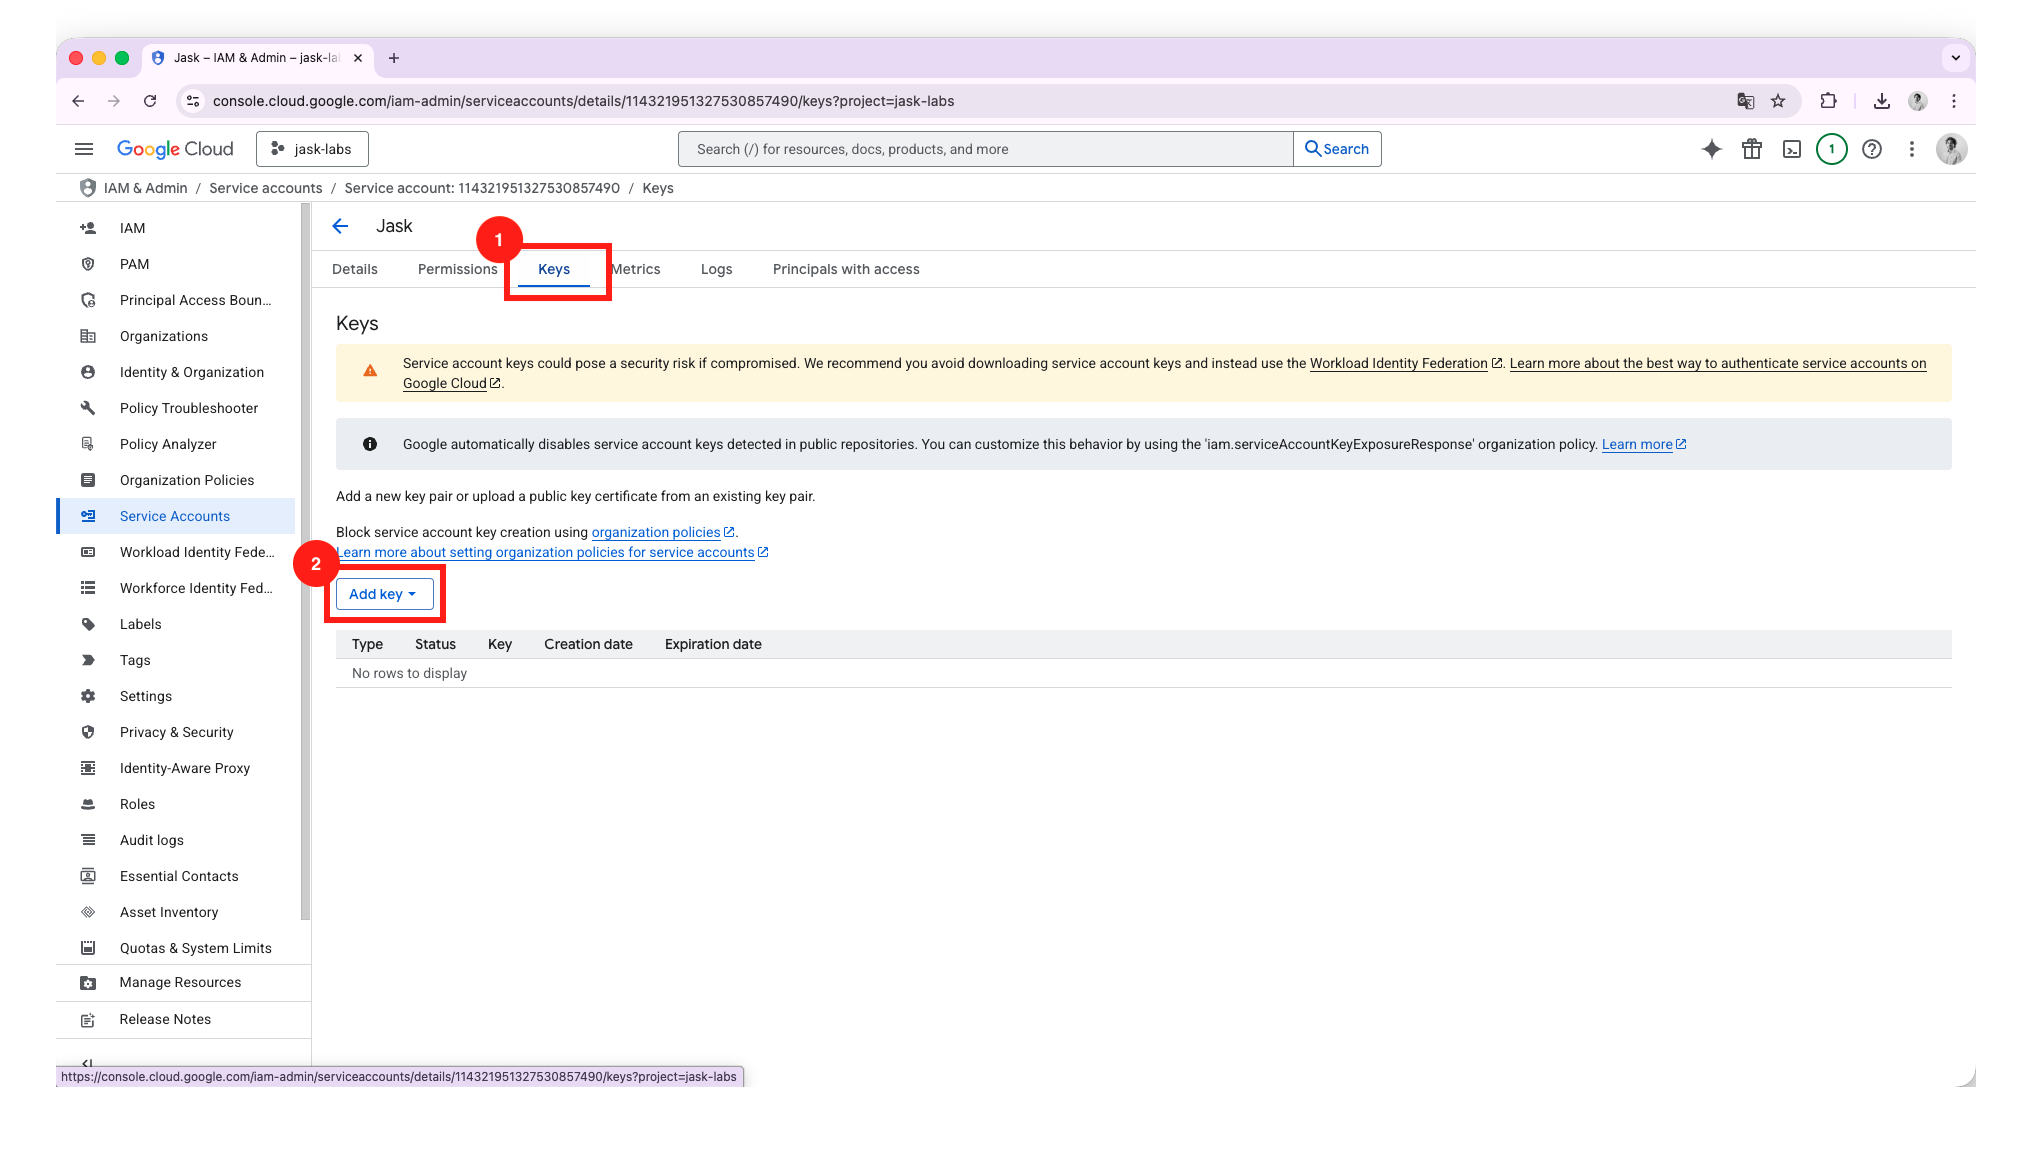 Jask – IAM & Admin – jask-la
console.cloud.google.com/iam-admin/serviceaccounts/details/114321951327530857490/keys?project=jask-labs
Google Cloud
jask-labs
Search (/) for resources, docs, products, and more
Search
1
IAM & Admin / Service accounts / Service account: 114321951327530857490 / Keys
IAM
PAM
Principal Access Boun...
Organizations
Identity & Organization
Policy Troubleshooter
Policy Analyzer
Organization Policies
Service Accounts
Workload Identity Fede...
Workforce Identity Fed...
Labels
Tags
Settings
Privacy & Security
Identity-Aware Proxy
Roles
Audit logs
Essential Contacts
Asset Inventory
Quotas & System Limits
Manage Resources
Release Notes
Jask
1
Details Permissions Keys Metrics Logs Principals with access
Keys
Service account keys could pose a security risk if compromised. We recommend you avoid downloading service account keys and instead use the Workload Identity Federation. Learn more about the best way to authenticate service accounts on
Google Cloud.
Google automatically disables service account keys detected in public repositories. You can customize this behavior by using the 'iam.serviceAccountKeyExposureResponse' organization policy. Learn more
Add a new key pair or upload a public key certificate from an existing key pair.
Block service account key creation using organization policies.
Learn more about setting organization policies for service accounts
2
Add key
Type Status Key Creation date Expiration date
No rows to display
https://console.cloud.google.com/iam-admin/serviceaccounts/details/114321951327530857490/keys?project=jask-labs